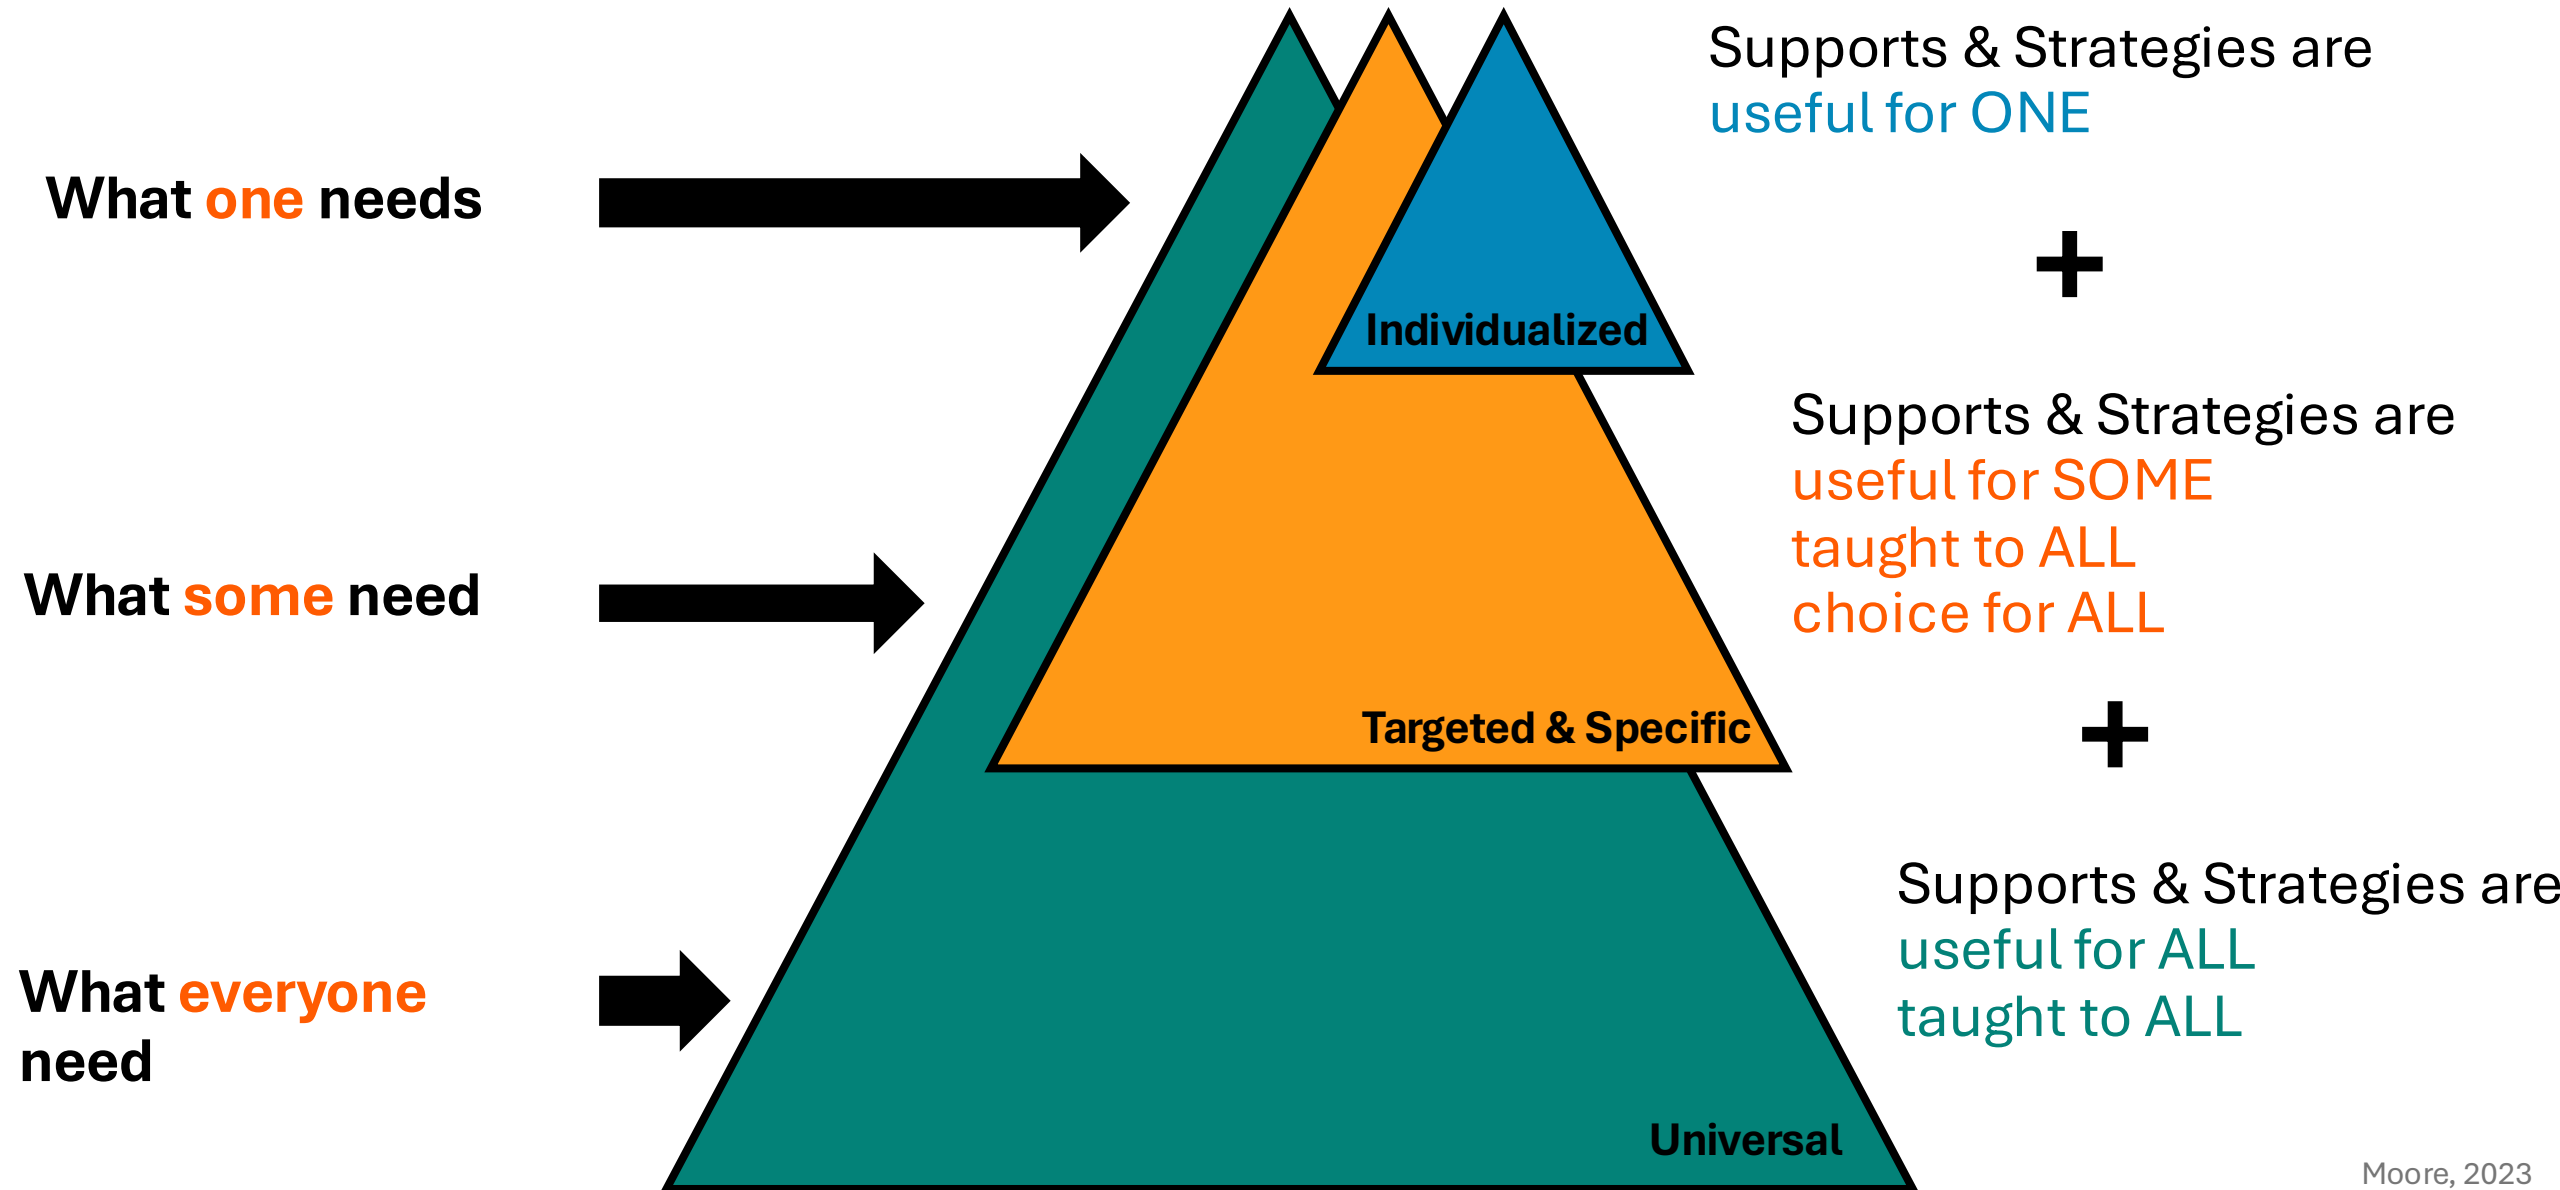 Supports & Strategies are
useful for ONE
What one needs
Individualized
Supports & Strategies are
useful for SOME
taught to ALL
choice for ALL
What some need
Targeted & Specific
Supports & Strategies are
useful for ALL
taught to ALL
What everyone
need
Universal
Moore, 2023